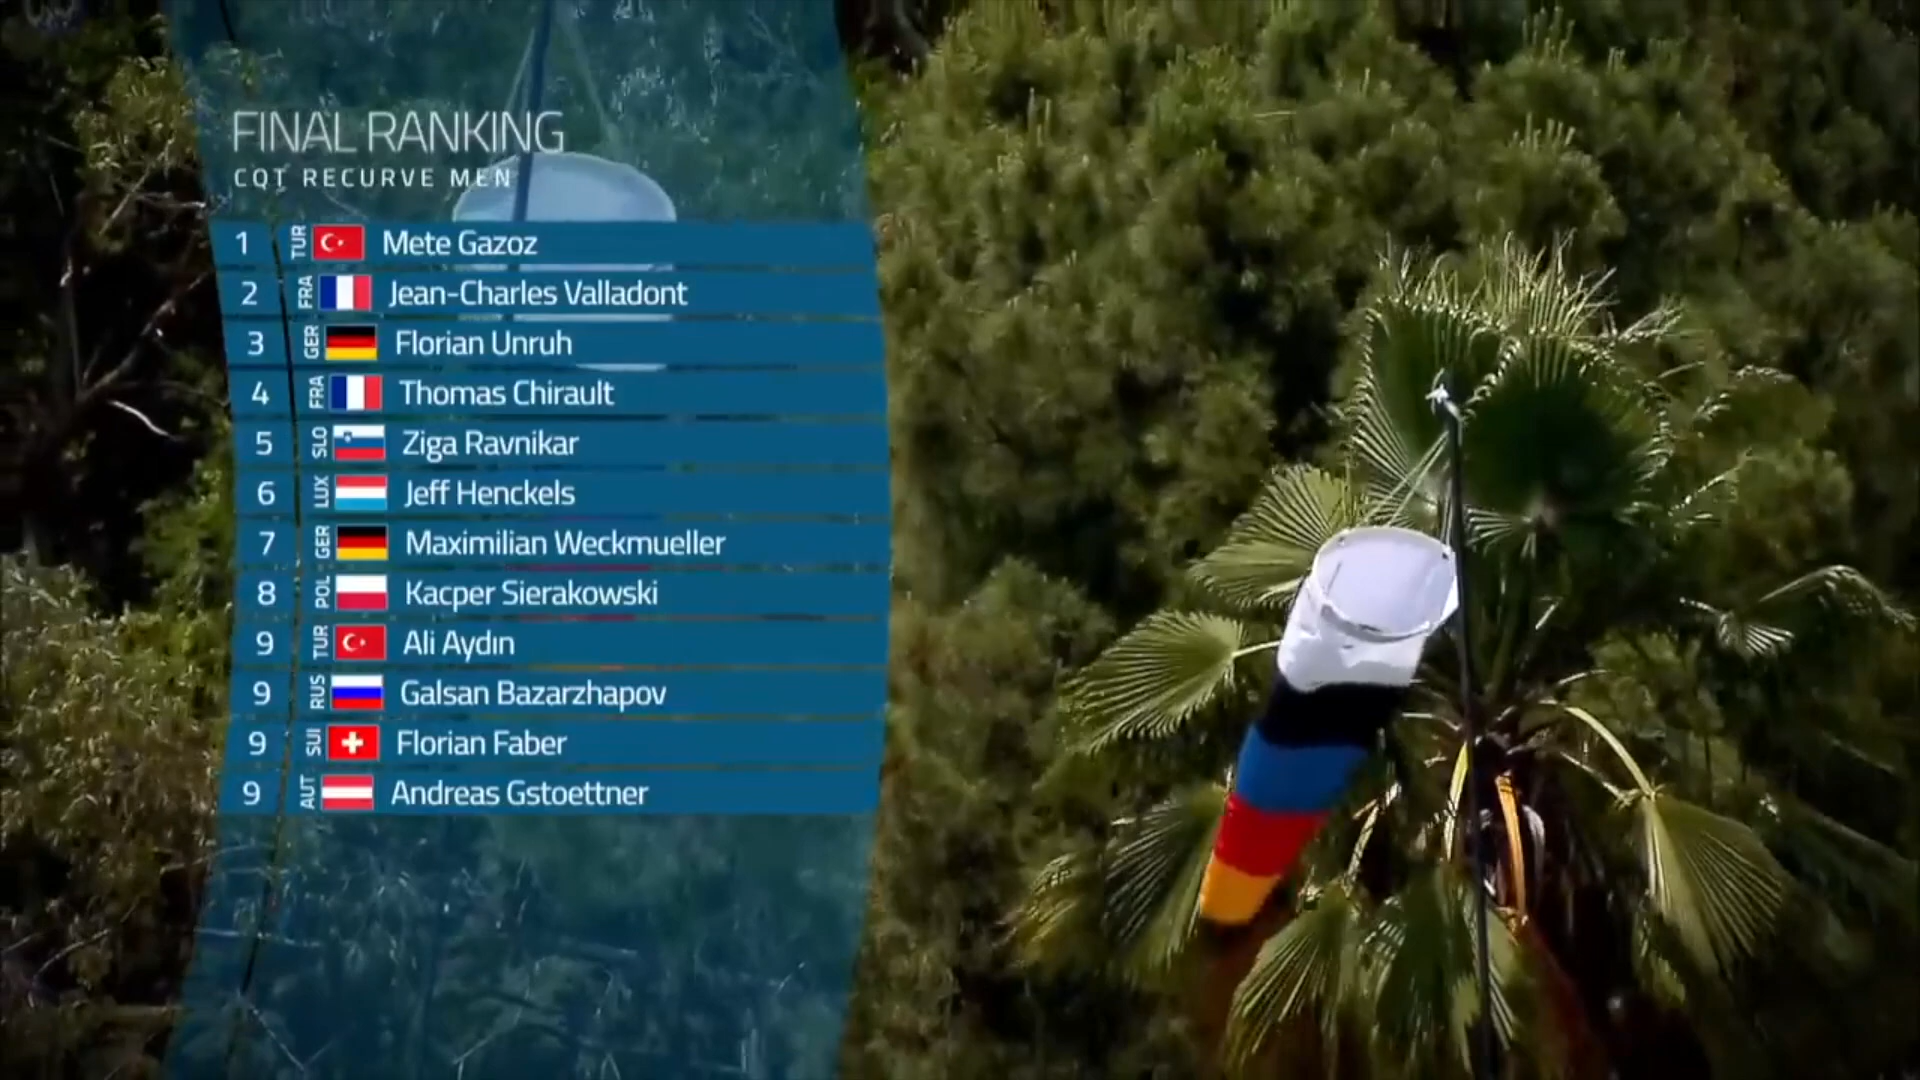 FINAL RANKING
CQT RECURVE MEN
1 TUR Mete Gazoz
2 FRA Jean-Charles Valladont
3 GER Florian Unruh
4 FRA Thomas Chirault
5 SLO Ziga Ravnikar
6 LUX Jeff Henckels
7 GER Maximilian Weckmueller
8 POL Kacper Sierakowski
9 TUR Ali Aydın
9 RUS Galsan Bazarzhapov
9 SUI Florian Faber
9 AUT Andreas Gstoettner